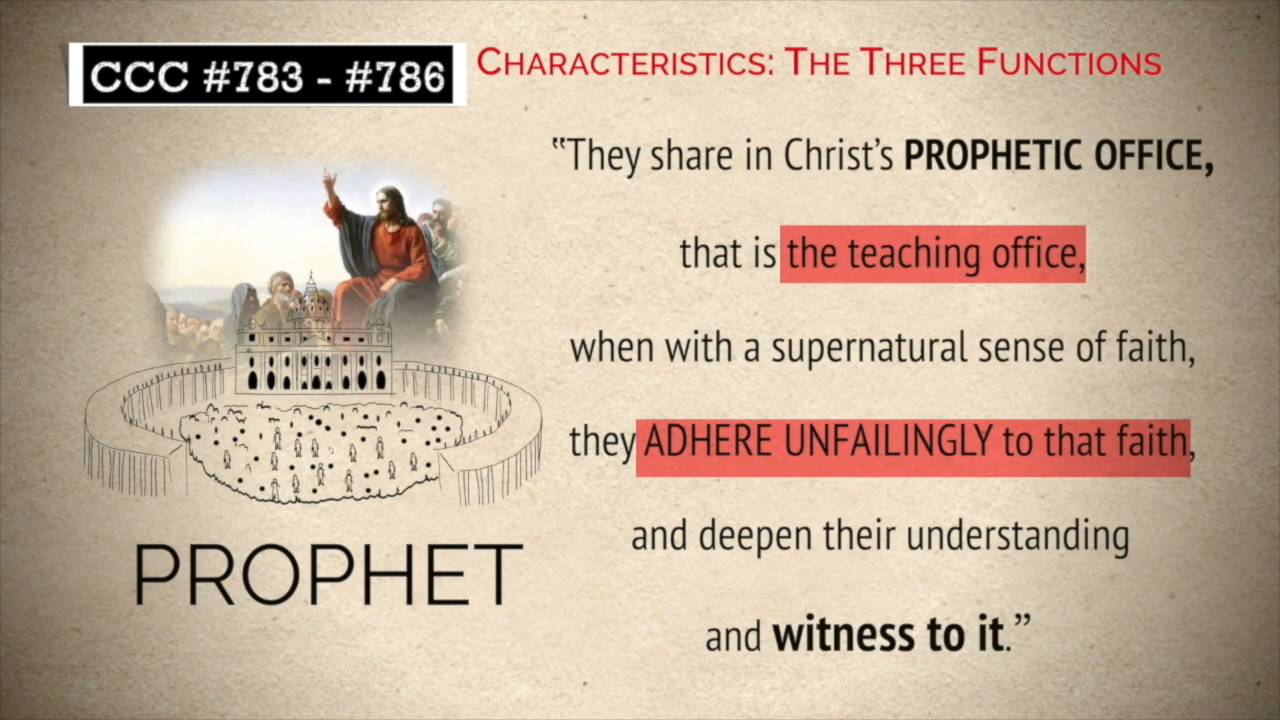 CCC #783 - #786
CHARACTERISTICS: THE THREE FUNCTIONS
“They share in Christ’s PROPHETIC OFFICE,
that is the teaching office,
when with a supernatural sense of faith,
they ADHERE UNFAILINGLY to that faith,
and deepen their understanding
and witness to it.”
PROPHET